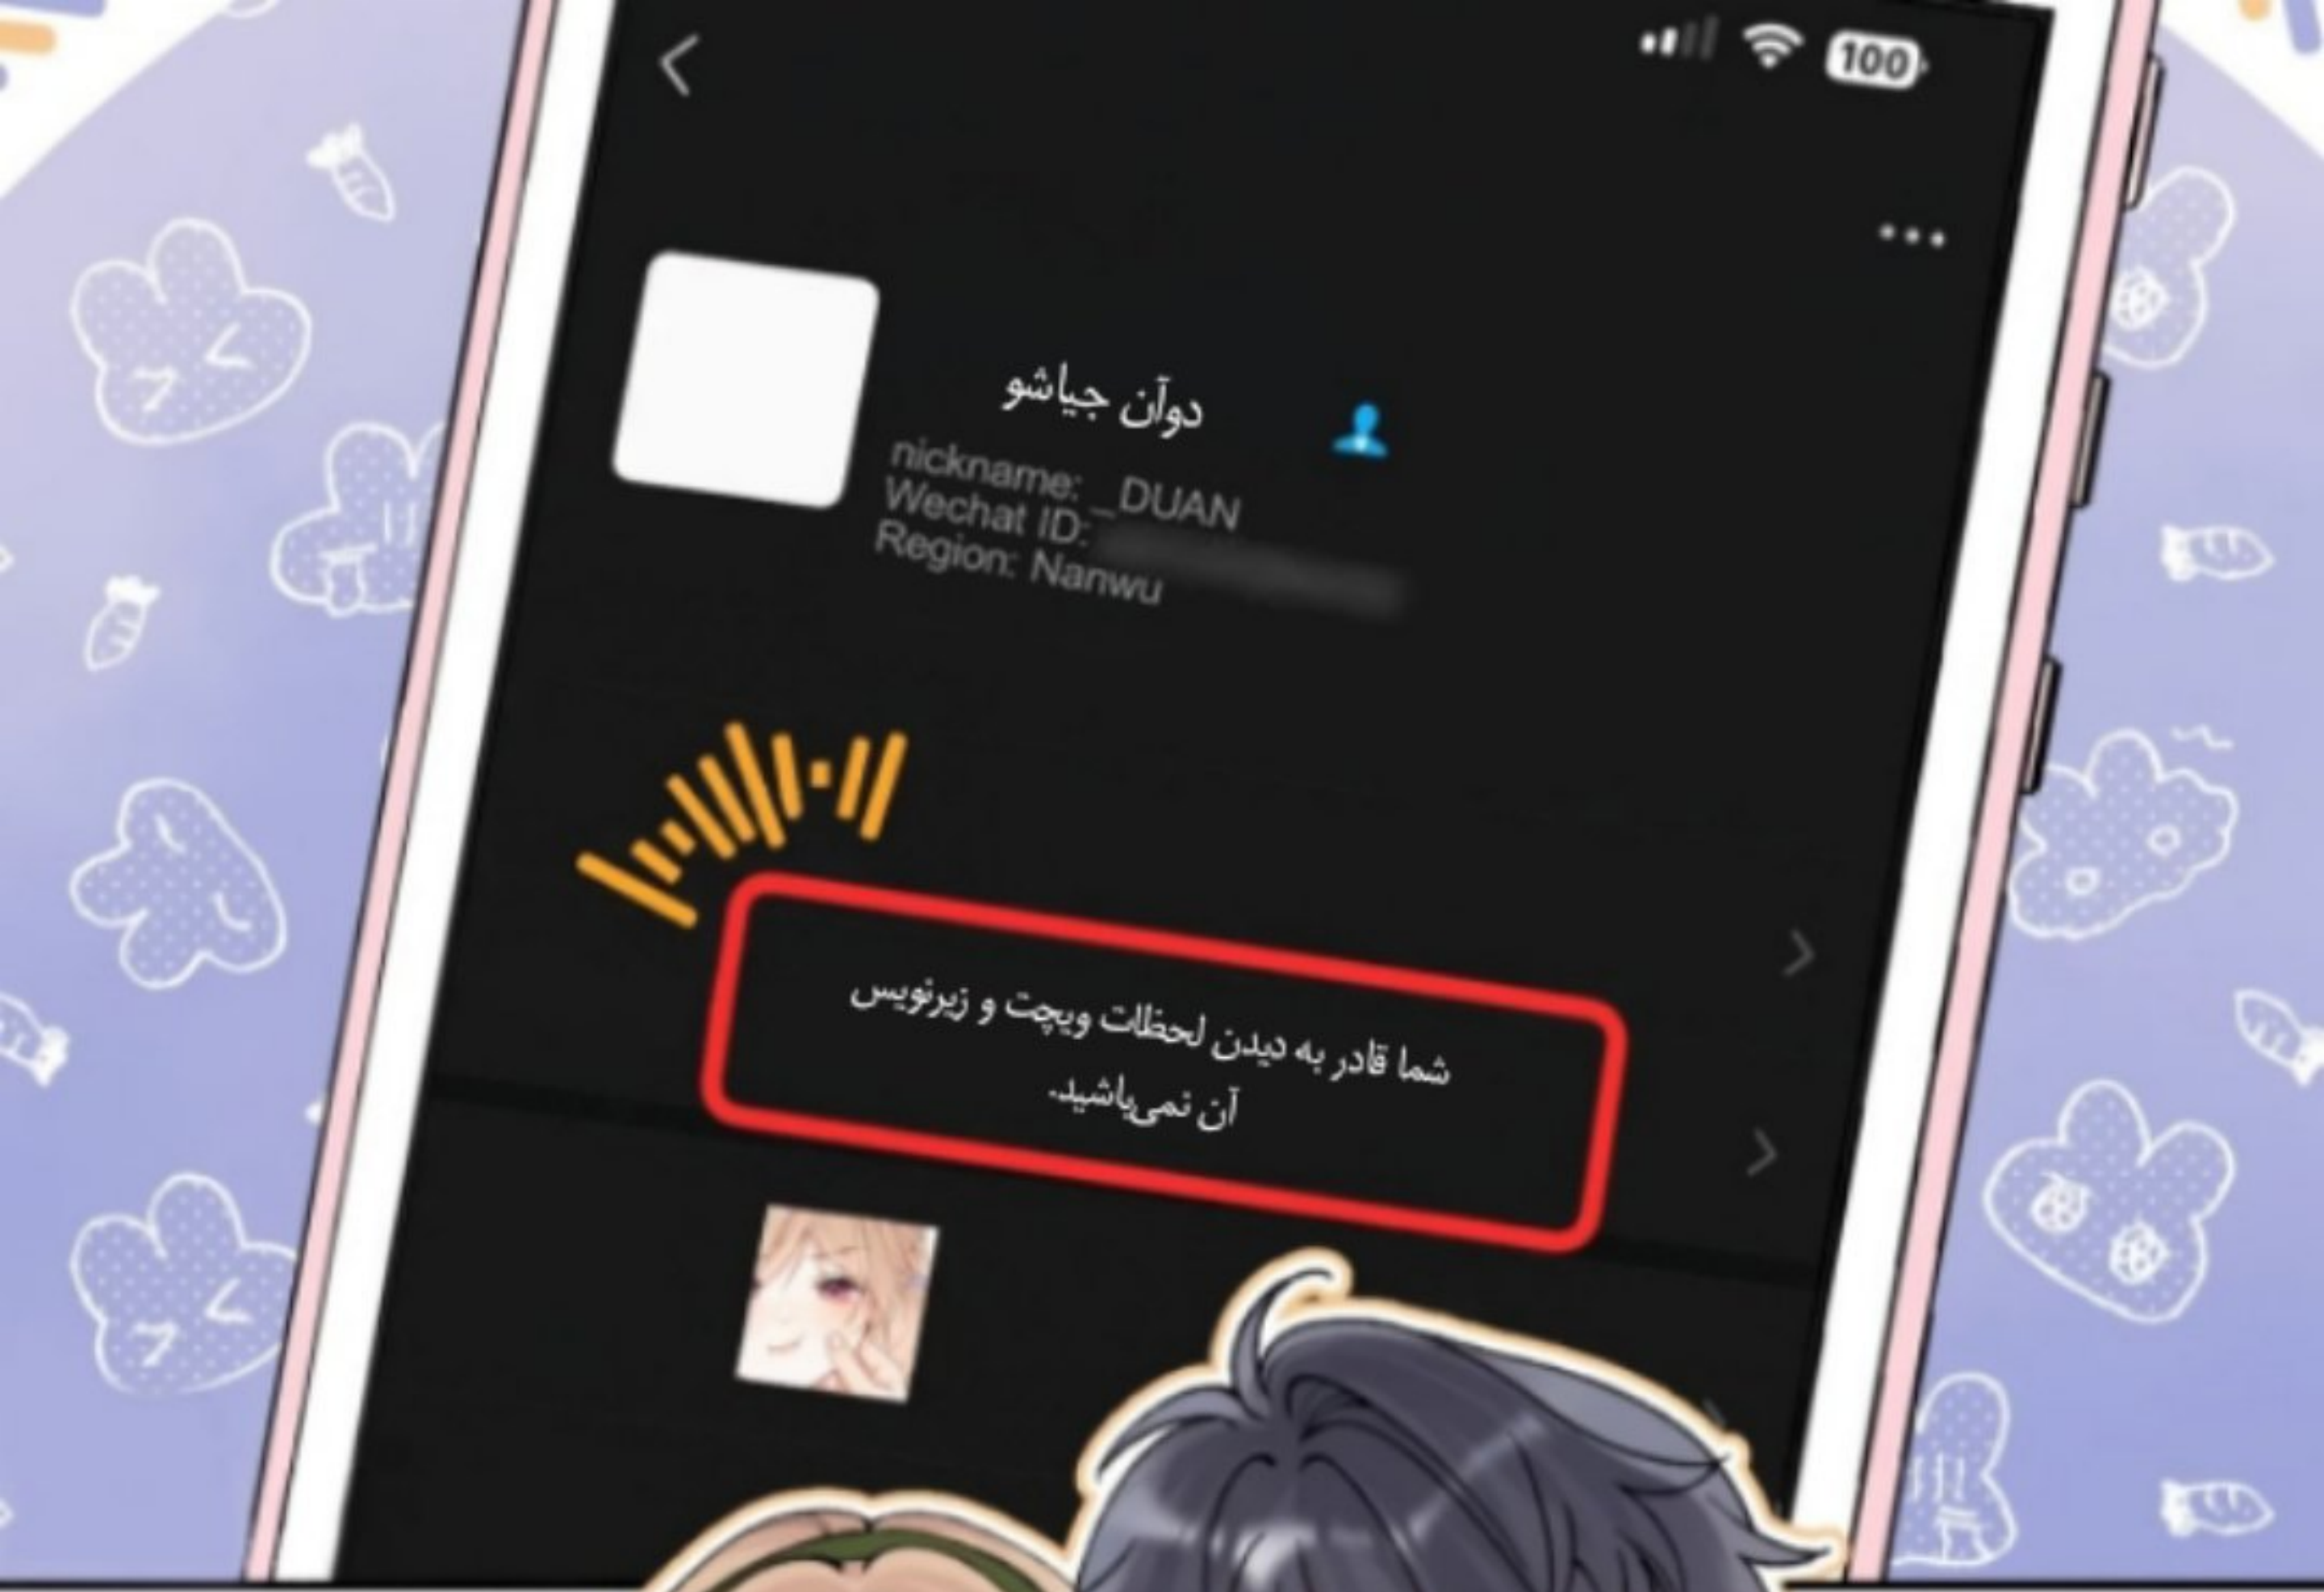 100
دوآن جیاشو
nickname: _DUAN
Wechat ID:
Region: Nanwu
شما قادر به دیدن لحظات ویچت و زیرنویس
آن نمی‌باشید.